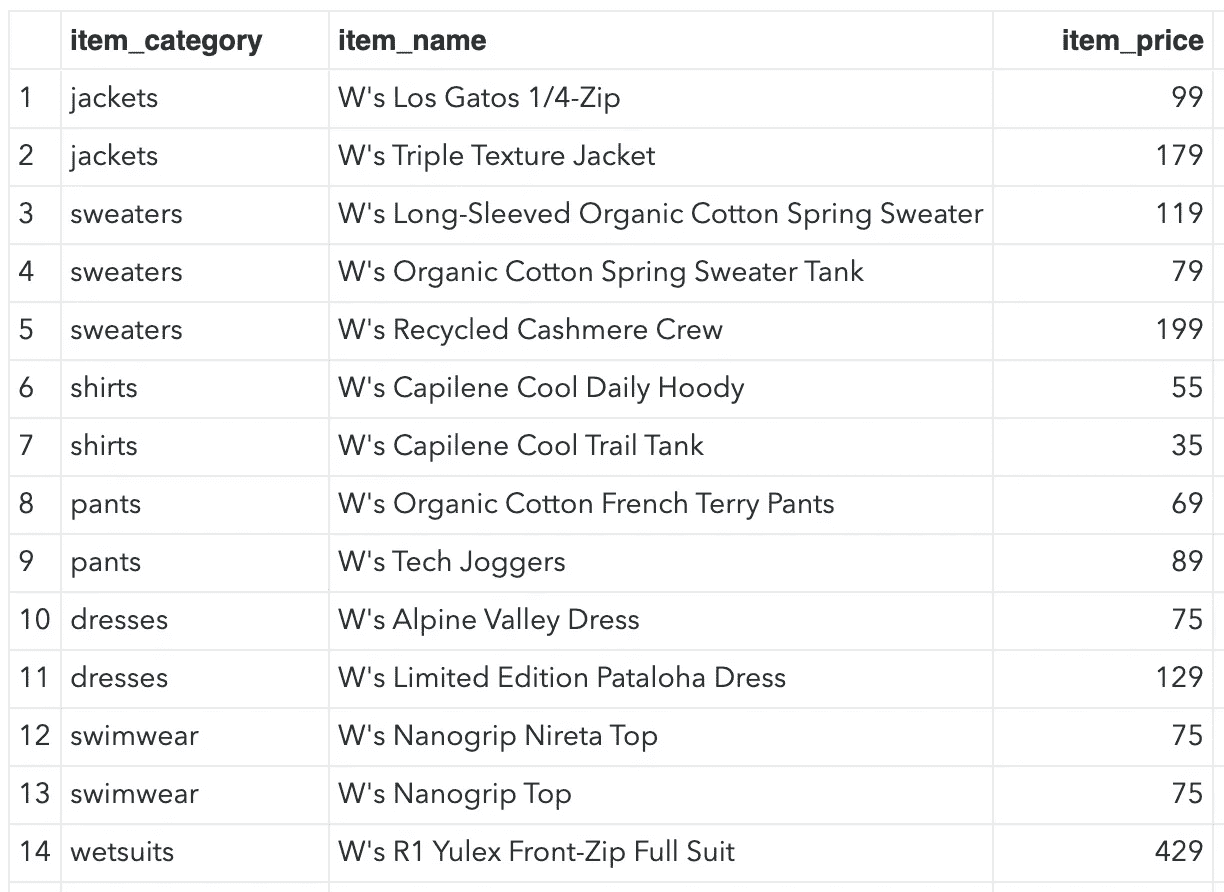 item_category item_name item_price
1 jackets W's Los Gatos 1/4-Zip 99
2 jackets W's Triple Texture Jacket 179
3 sweaters W's Long-Sleeved Organic Cotton Spring Sweater 119
4 sweaters W's Organic Cotton Spring Sweater Tank 79
5 sweaters W's Recycled Cashmere Crew 199
6 shirts W's Capilene Cool Daily Hoody 55
7 shirts W's Capilene Cool Trail Tank 35
8 pants W's Organic Cotton French Terry Pants 69
9 pants W's Tech Joggers 89
10 dresses W's Alpine Valley Dress 75
11 dresses W's Limited Edition Pataloha Dress 129
12 swimwear W's Nanogrip Nireta Top 75
13 swimwear W's Nanogrip Top 75
14 wetsuits W's R1 Yulex Front-Zip Full Suit 429